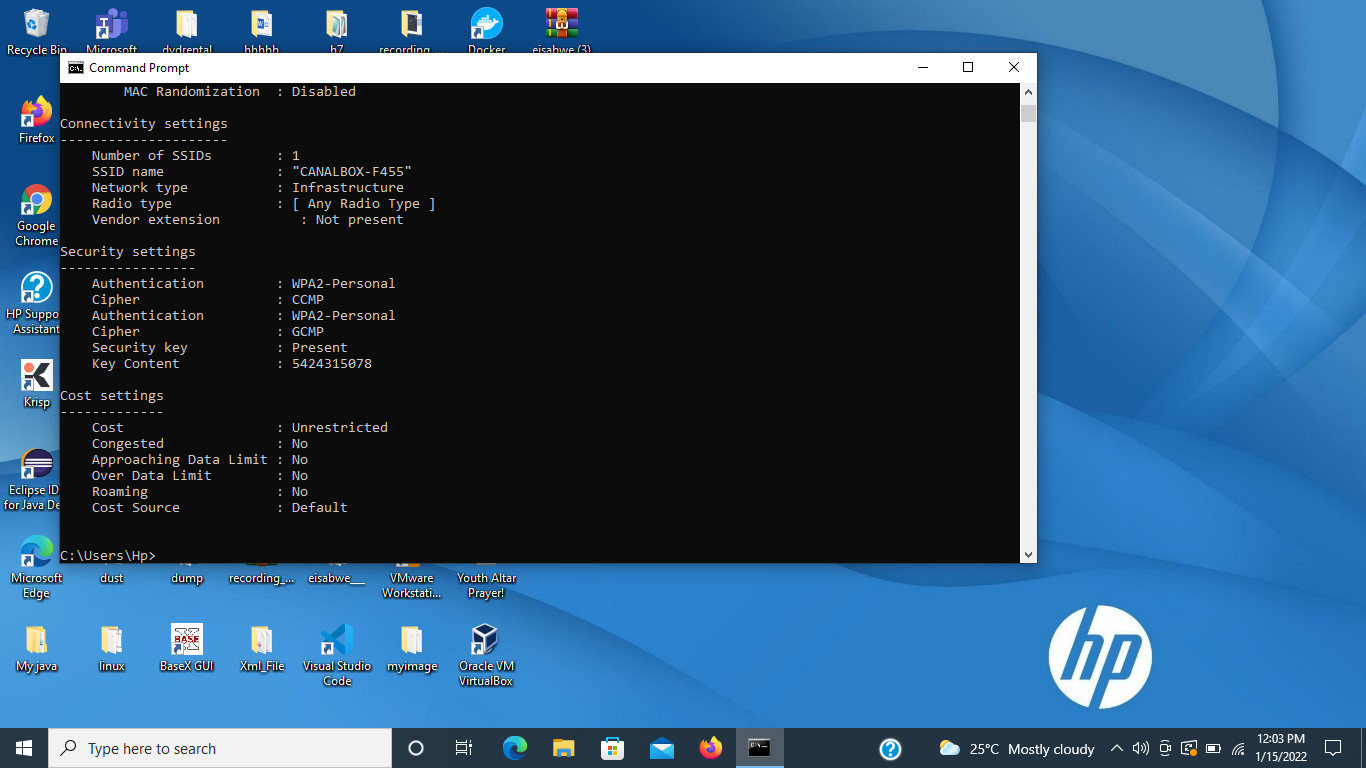 Recycle Bin
Microsoft
dvdrental
hhhhh
h7
recording_...
Docker
eisabwe (3)
Command Prompt
MAC Randomization : Disabled
Connectivity settings
---------------------
Number of SSIDs : 1
SSID name : "CANALBOX-F455"
Network type : Infrastructure
Radio type : [ Any Radio Type ]
Vendor extension : Not present
Security settings
-----------------
Authentication : WPA2-Personal
Cipher : CCMP
Authentication : WPA2-Personal
Cipher : GCMP
Security key : Present
Key Content : 5424315078
Cost settings
-------------
Cost : Unrestricted
Congested : No
Approaching Data Limit : No
Over Data Limit : No
Roaming : No
Cost Source : Default
C:\Users\Hp>
Firefox
Google
Chrome
HP Suppo
Assistant
Krisp
Eclipse ID
for Java De
Microsoft
Edge
dust
dump
recording_...
eisabwe__
VMware
Workstati...
Youth Altar
Prayer!
My java
linux
BASE
BaseX GUI
Xml_File
Visual Studio
Code
myimage
Oracle VM
VirtualBox
hp
Type here to search
25°C Mostly cloudy
12:03 PM
1/15/2022